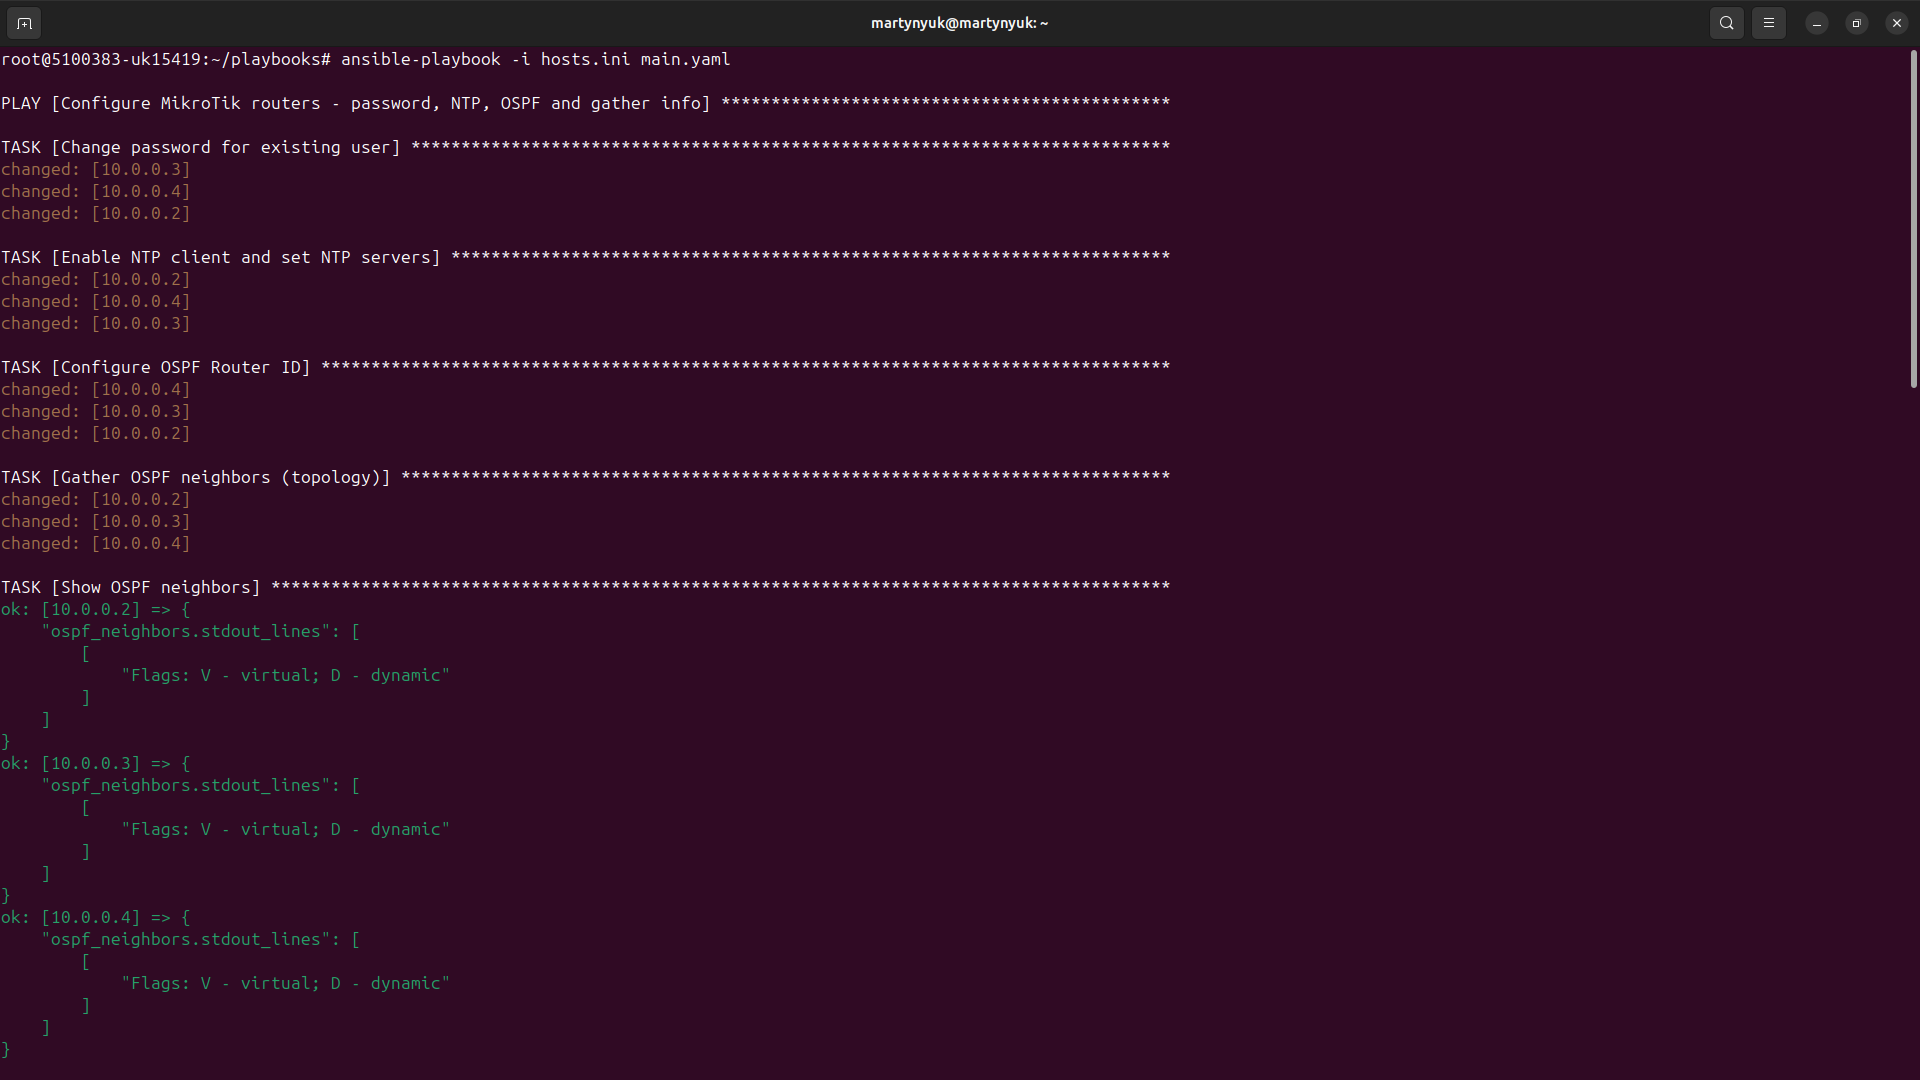 martynyuk@martynyuk: ~
root@5100383-uk15419:~/playbooks# ansible-playbook -i hosts.ini main.yaml
PLAY [Configure MikroTik routers - password, NTP, OSPF and gather info] *********************************************
TASK [Change password for existing user] ****************************************************************************
changed: [10.0.0.3]
changed: [10.0.0.4]
changed: [10.0.0.2]
TASK [Enable NTP client and set NTP servers] ************************************************************************
changed: [10.0.0.2]
changed: [10.0.0.4]
changed: [10.0.0.3]
TASK [Configure OSPF Router ID] *************************************************************************************
changed: [10.0.0.4]
changed: [10.0.0.3]
changed: [10.0.0.2]
TASK [Gather OSPF neighbors (topology)] *****************************************************************************
changed: [10.0.0.2]
changed: [10.0.0.3]
changed: [10.0.0.4]
TASK [Show OSPF neighbors] ******************************************************************************************
ok: [10.0.0.2] => {
    "ospf_neighbors.stdout_lines": [
        [
            "Flags: V - virtual; D - dynamic"
        ]
    ]
}
ok: [10.0.0.3] => {
    "ospf_neighbors.stdout_lines": [
        [
            "Flags: V - virtual; D - dynamic"
        ]
    ]
}
ok: [10.0.0.4] => {
    "ospf_neighbors.stdout_lines": [
        [
            "Flags: V - virtual; D - dynamic"
        ]
    ]
}